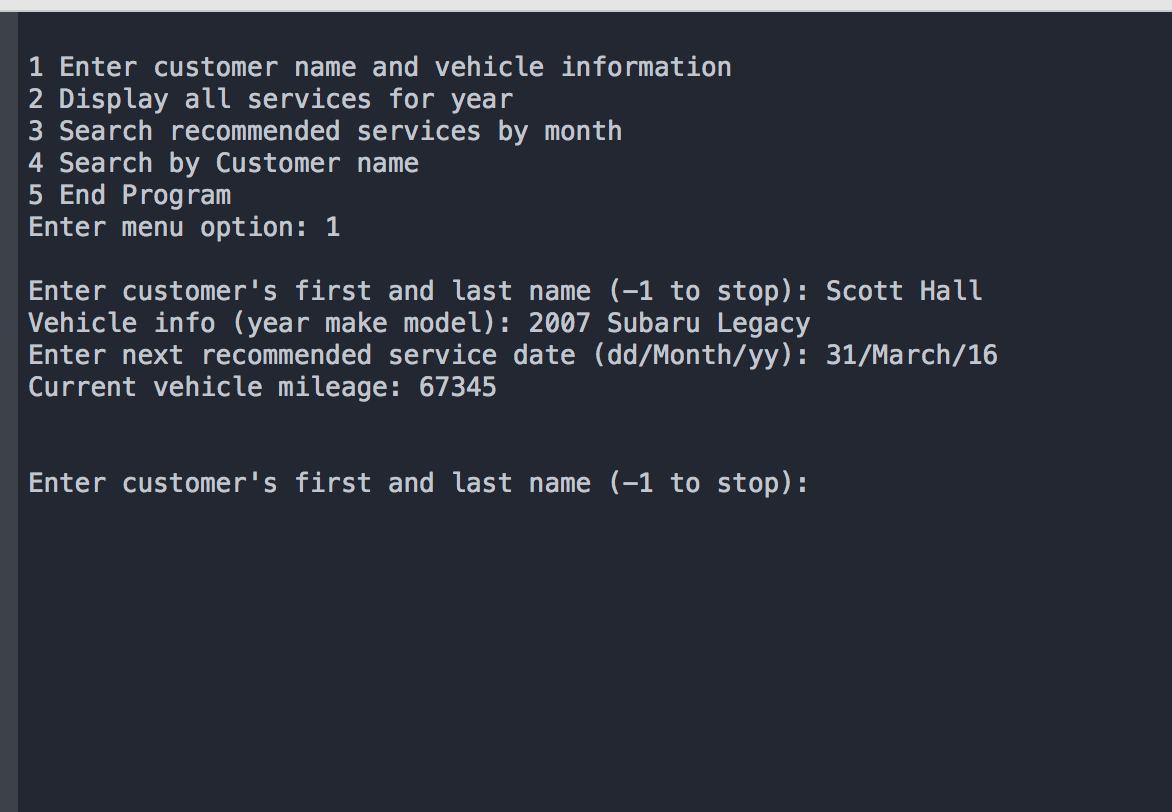 1 Enter customer name and vehicle information
2 Display all services for year
3 Search recommended services by month
4 Search by Customer name
5 End Program
Enter menu option: 1
Enter customer's first and last name (-1 to stop): Scott Hall
Vehicle info (year make model): 2007 Subaru Legacy
Enter next recommended service date (dd/Month/yy): 31/March/16
Current vehicle mileage: 67345
Enter customer's first and last name (-1 to stop):